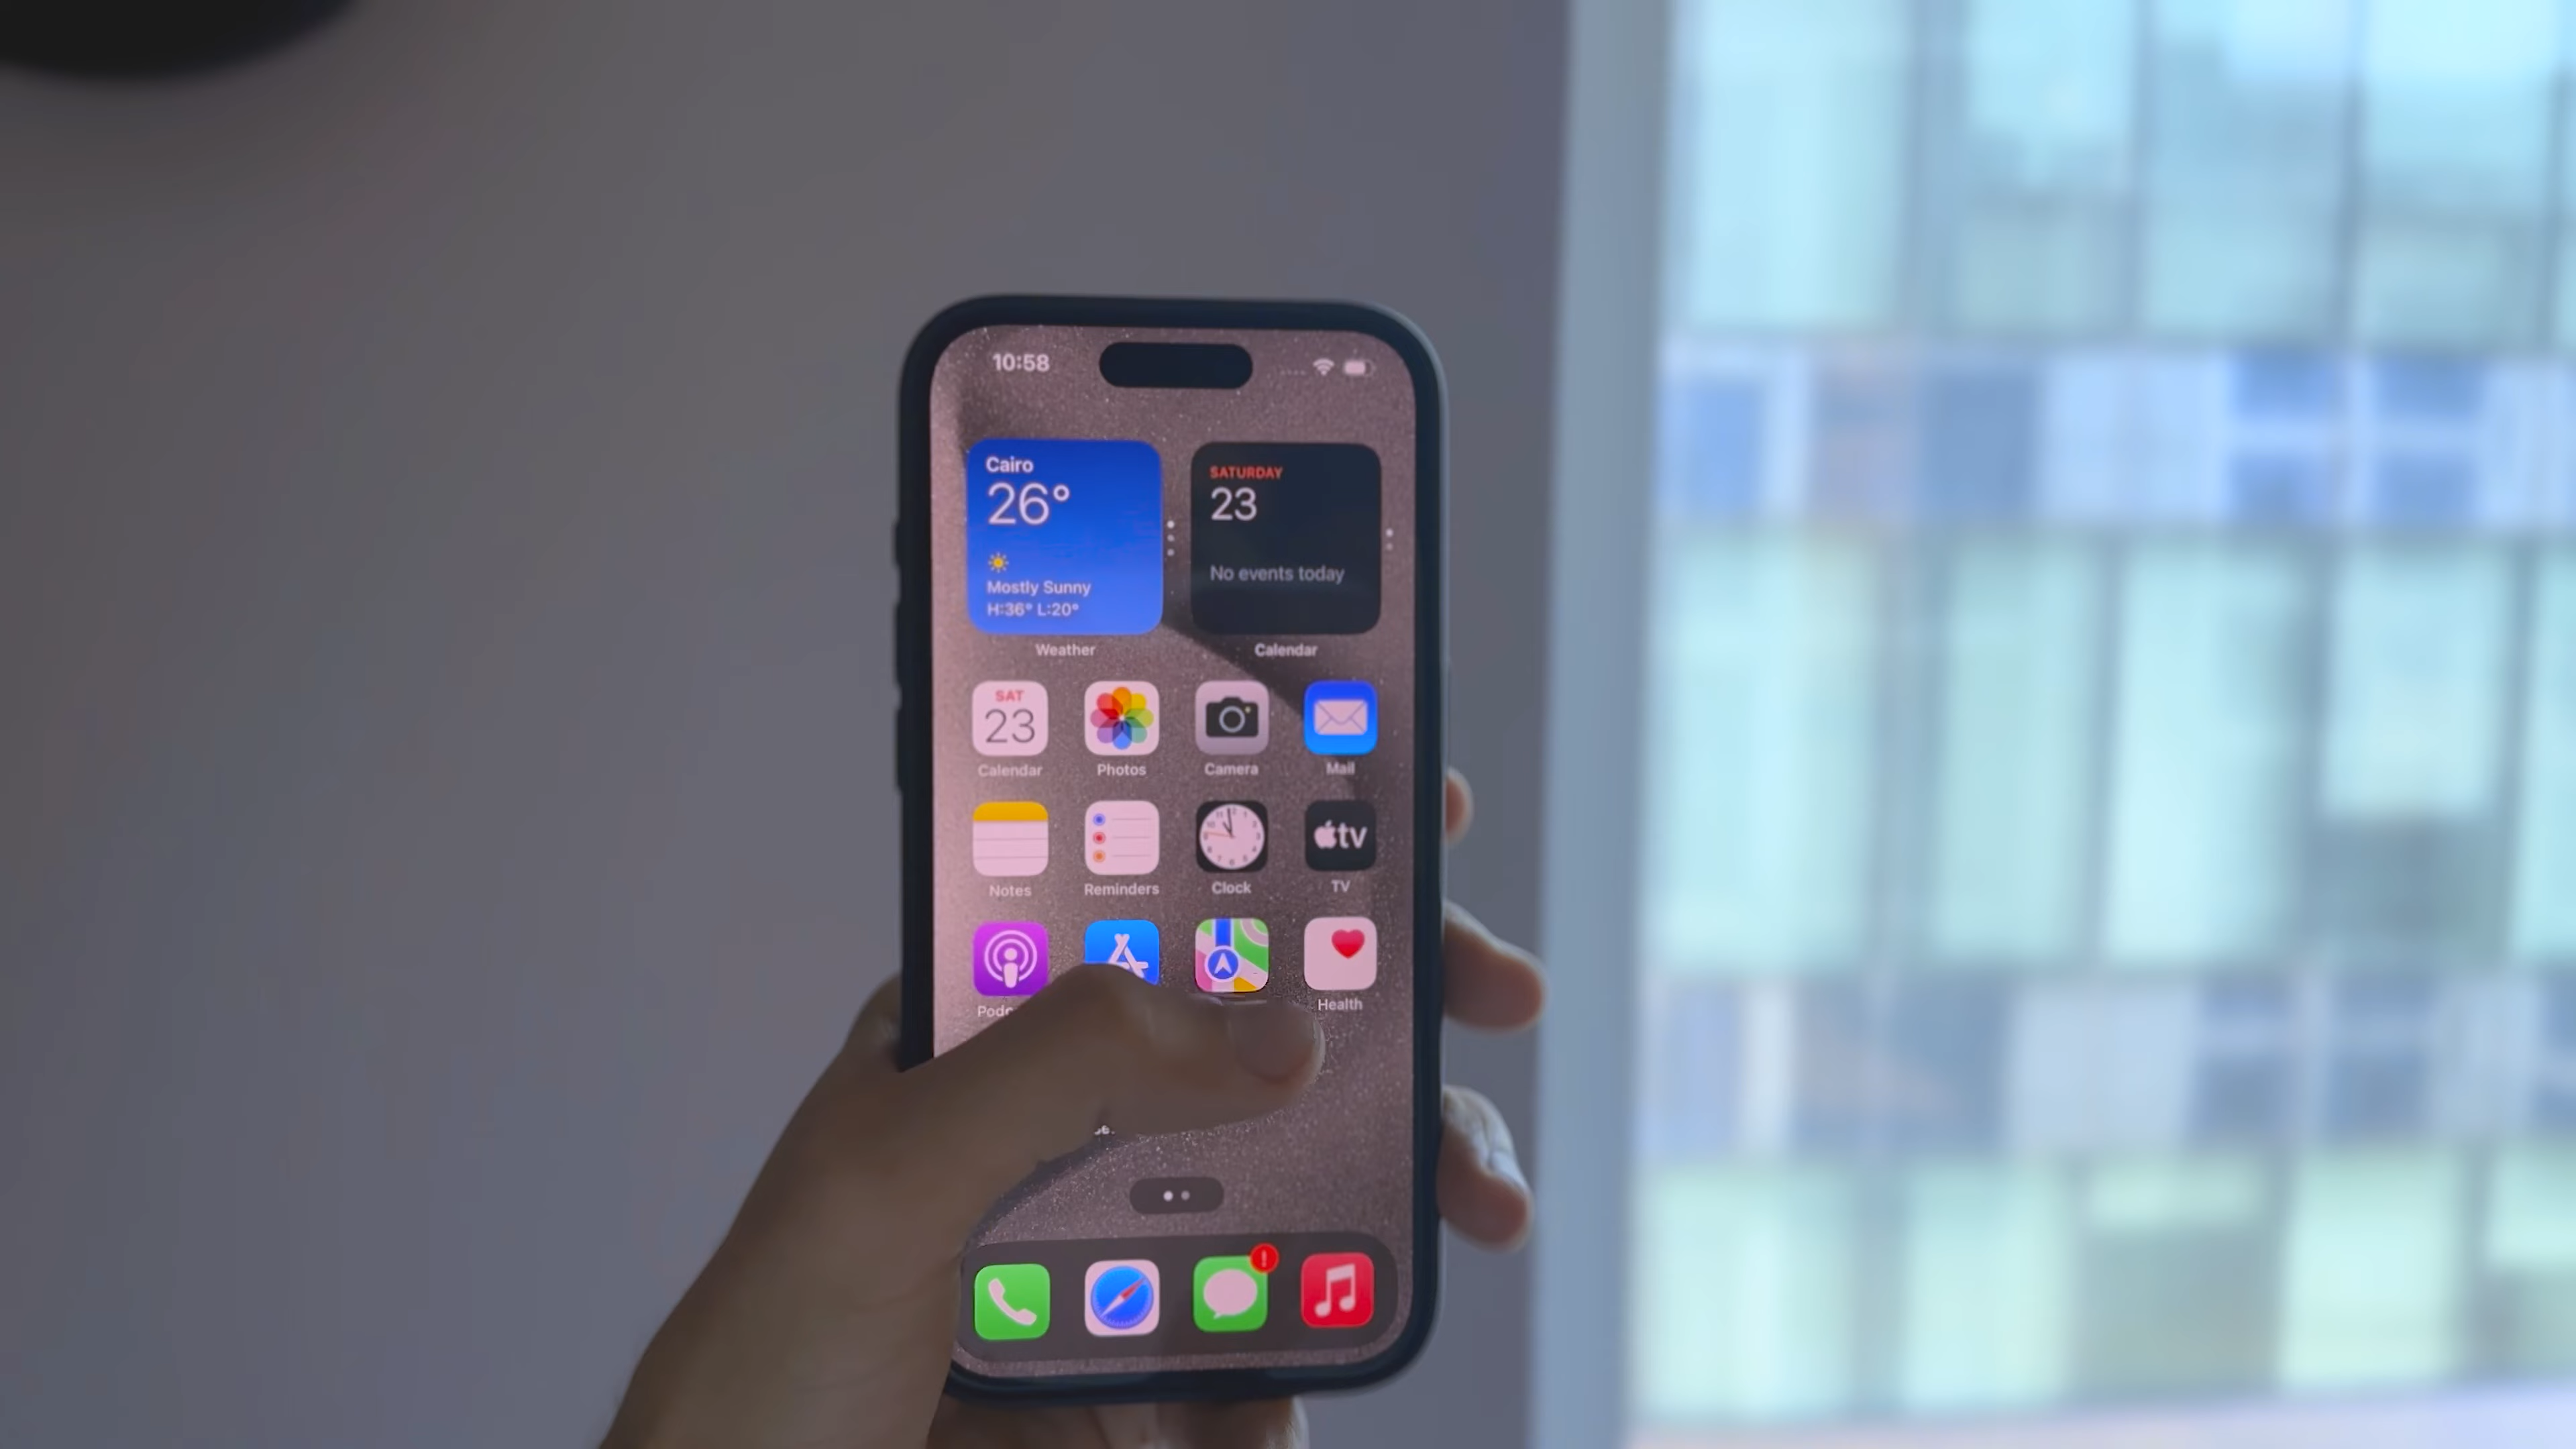 10:58
Cairo
26°
Mostly Sunny
H:36° L:20°
Weather
SATURDAY
23
No events today
Calendar
SAT
23
Calendar
Photos
Camera
Mail
Notes
Reminders
Clock
tv
TV
Health
!